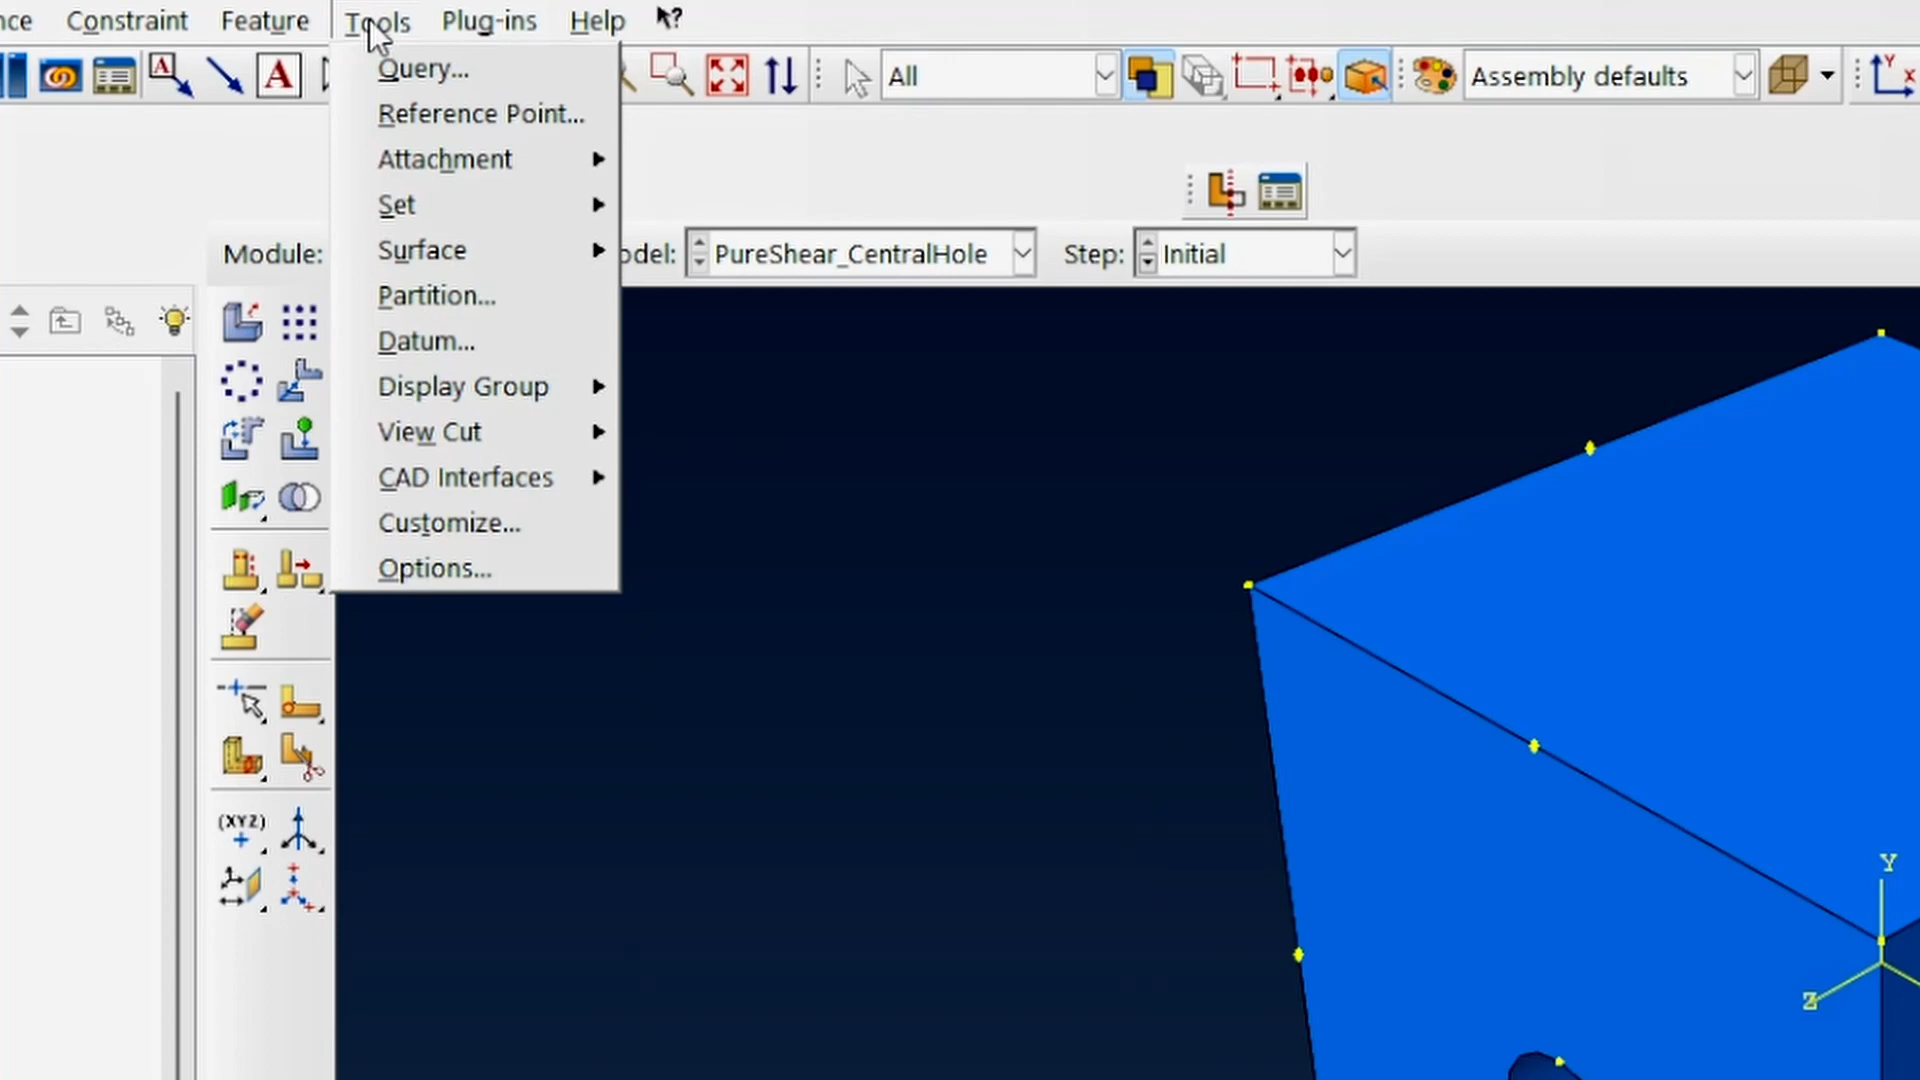 nce Constraint Feature Tools Plug-ins Help
Query...
Reference Point...
Attachment
Set
Surface
Partition...
Datum...
Display Group
View Cut
CAD Interfaces
Customize...
Options...
A
A
All
Assembly defaults
Y
X
Module:
odel: PureShear_CentralHole Step: Initial
(XYZ)
Y
Z